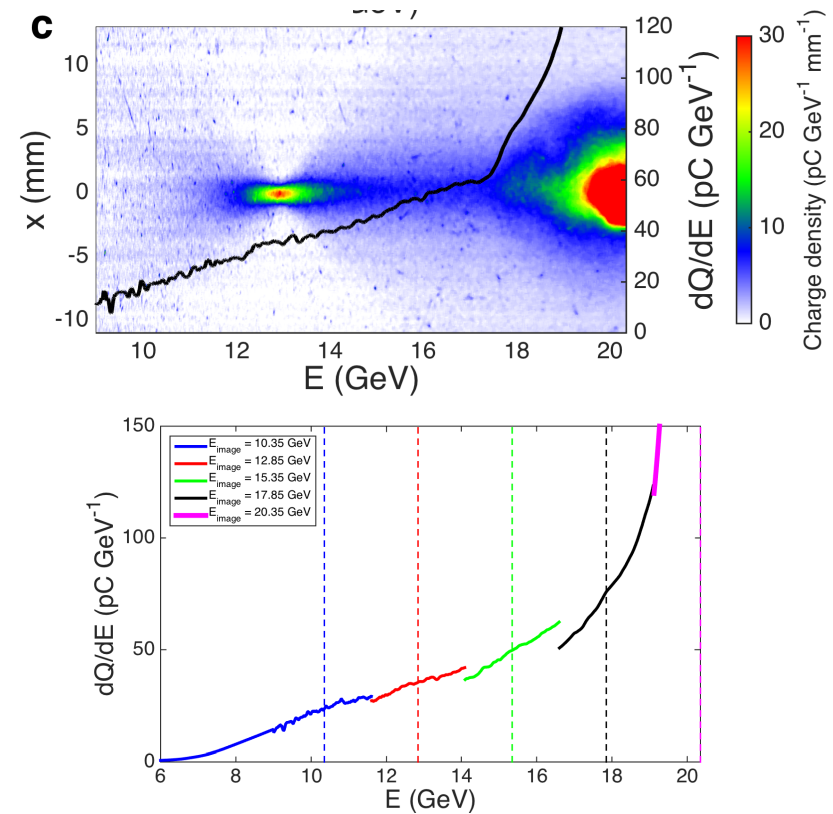 c
10
5
0
-5
-10
x (mm)
10 12 14 16 18 20
E (GeV)
120
100
80
60
40
20
0
dQ/dE (pC GeV⁻¹)
30
20
10
0
Charge density (pC GeV⁻¹ mm⁻¹)
150
100
50
0
dQ/dE (pC GeV⁻¹)
E_image = 10.35 GeV
E_image = 12.85 GeV
E_image = 15.35 GeV
E_image = 17.85 GeV
E_image = 20.35 GeV
6 8 10 12 14 16 18 20
E (GeV)